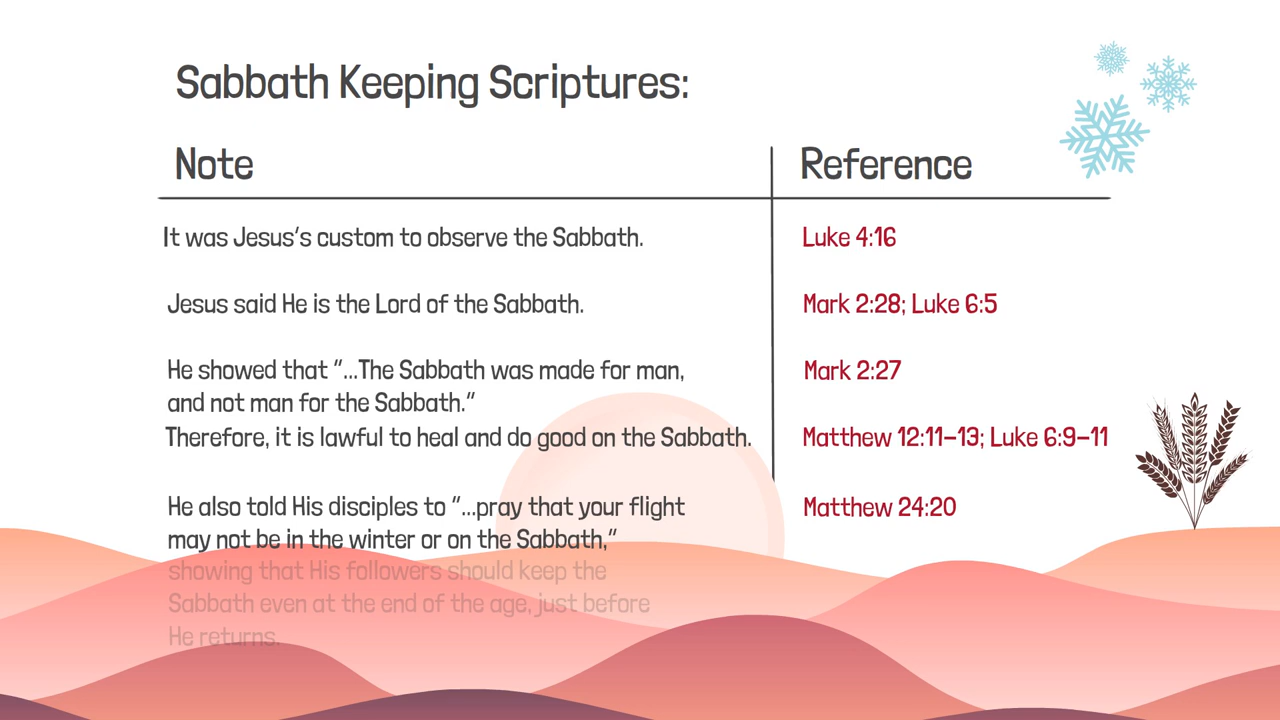 Sabbath Keeping Scriptures:
Note
Reference
It was Jesus's custom to observe the Sabbath.
Luke 4:16
Jesus said He is the Lord of the Sabbath.
Mark 2:28; Luke 6:5
He showed that "...The Sabbath was made for man,
Mark 2:27
and not man for the Sabbath."
Therefore, it is lawful to heal and do good on the Sabbath.
Matthew 12:11–13; Luke 6:9–11
He also told His disciples to "...pray that your flight
Matthew 24:20
may not be in the winter or on the Sabbath,"
showing that His followers should keep the
Sabbath even at the end of the age, just before
He returns.